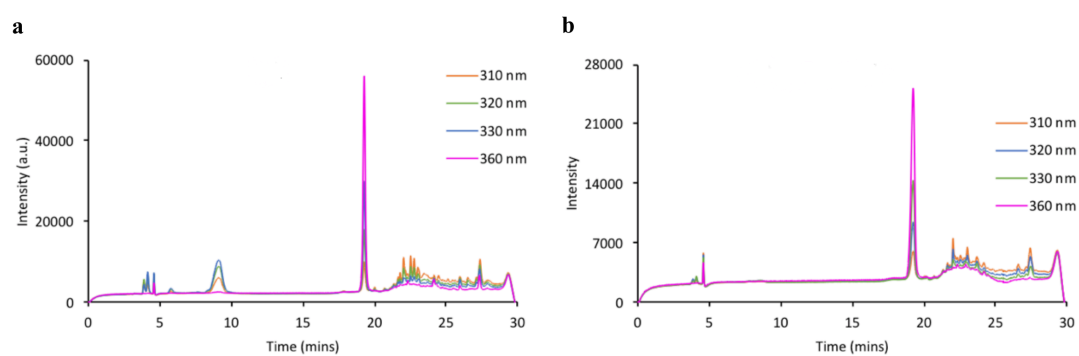 a
60000
40000
20000
0
Intensity (a.u.)
310 nm
320 nm
330 nm
360 nm
0 5 10 15 20 25 30
Time (mins)
b
28000
21000
14000
7000
0
Intensity
310 nm
320 nm
330 nm
360 nm
0 5 10 15 20 25 30
Time (mins)